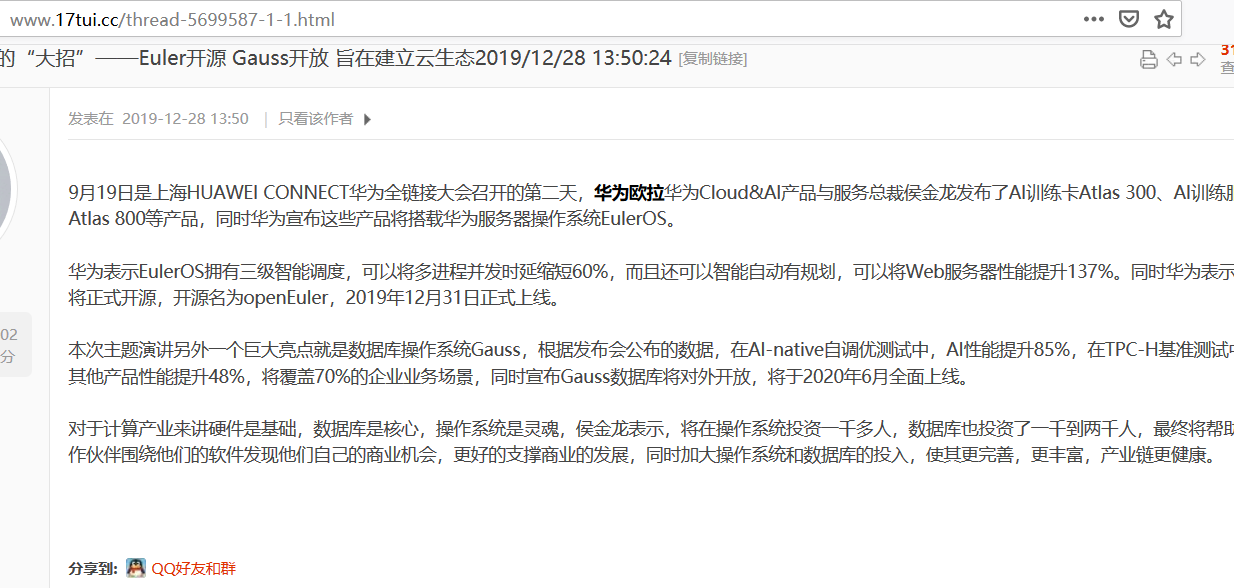 www.17tui.cc/thread-5699587-1-1.html
的“大招”——Euler开源 Gauss开放 旨在建立云生态2019/12/28 13:50:24 [复制链接]
31
查
发表在 2019-12-28 13:50 | 只看该作者
9月19日是上海HUAWEI CONNECT华为全链接大会召开的第二天，华为欧拉华为Cloud&AI产品与服务总裁侯金龙发布了AI训练卡Atlas 300、AI训练服
Atlas 800等产品，同时华为宣布这些产品将搭载华为服务器操作系统EulerOS。
华为表示EulerOS拥有三级智能调度，可以将多进程并发时延缩短60%，而且还可以智能自动有规划，可以将Web服务器性能提升137%。同时华为表示
将正式开源，开源名为openEuler，2019年12月31日正式上线。
02
分
本次主题演讲另外一个巨大亮点就是数据库操作系统Gauss，根据发布会公布的数据，在AI-native自调优测试中，AI性能提升85%，在TPC-H基准测试中
其他产品性能提升48%，将覆盖70%的企业业务场景，同时宣布Gauss数据库将对外开放，将于2020年6月全面上线。
对于计算产业来讲硬件是基础，数据库是核心，操作系统是灵魂，侯金龙表示，将在操作系统投资一千多人，数据库也投资了一千到两千人，最终将帮助
作伙伴围绕他们的软件发现他们自己的商业机会，更好的支撑商业的发展，同时加大操作系统和数据库的投入，使其更完善，更丰富，产业链更健康。
分享到: QQ好友和群